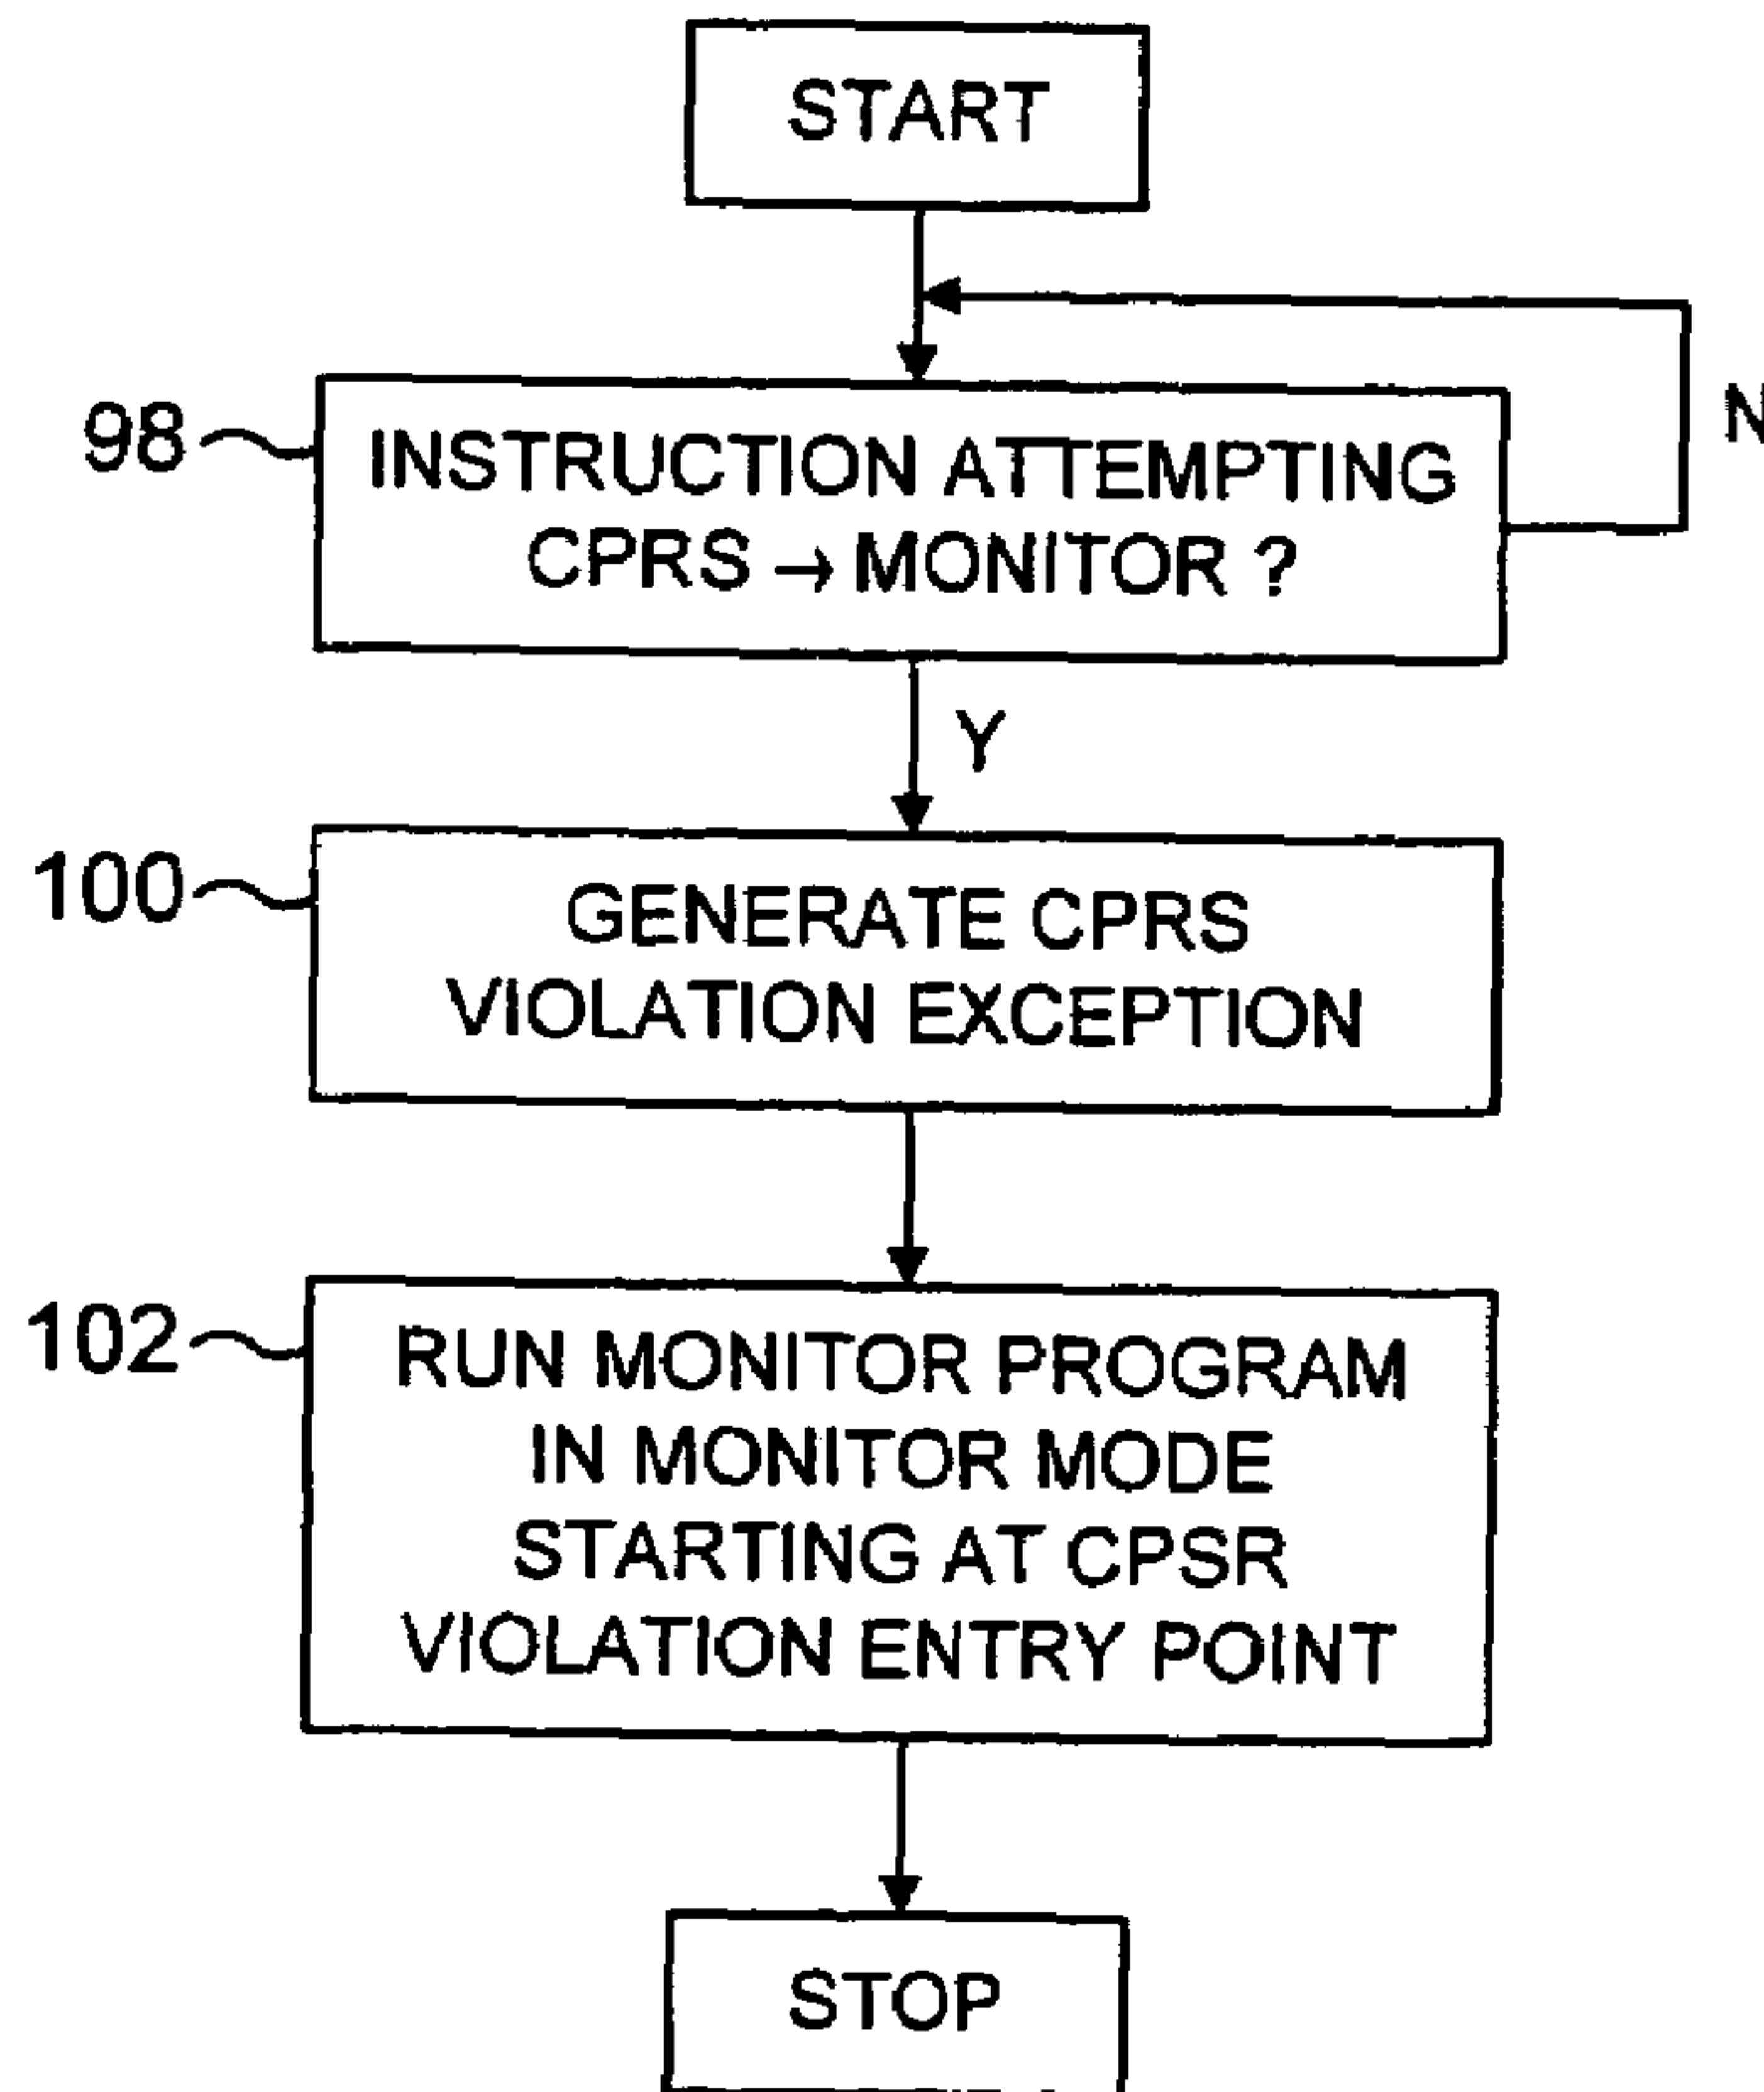 START
98
INSTRUCTION ATTEMPTING
CPRS → MONITOR ?
N
Y
100
GENERATE CPRS
VIOLATION EXCEPTION
102
RUN MONITOR PROGRAM
IN MONITOR MODE
STARTING AT CPSR
VIOLATION ENTRY POINT
STOP